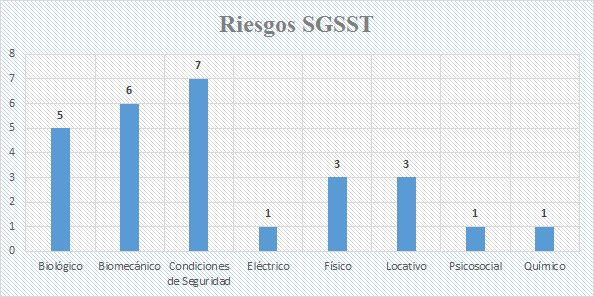 Riesgos SGSST
8
7
6
5
4
3
2
1
0
5
6
7
1
3
3
1
1
Biológico
Biomecánico
Condiciones
de Seguridad
Eléctrico
Físico
Locativo
Psicosocial
Químico